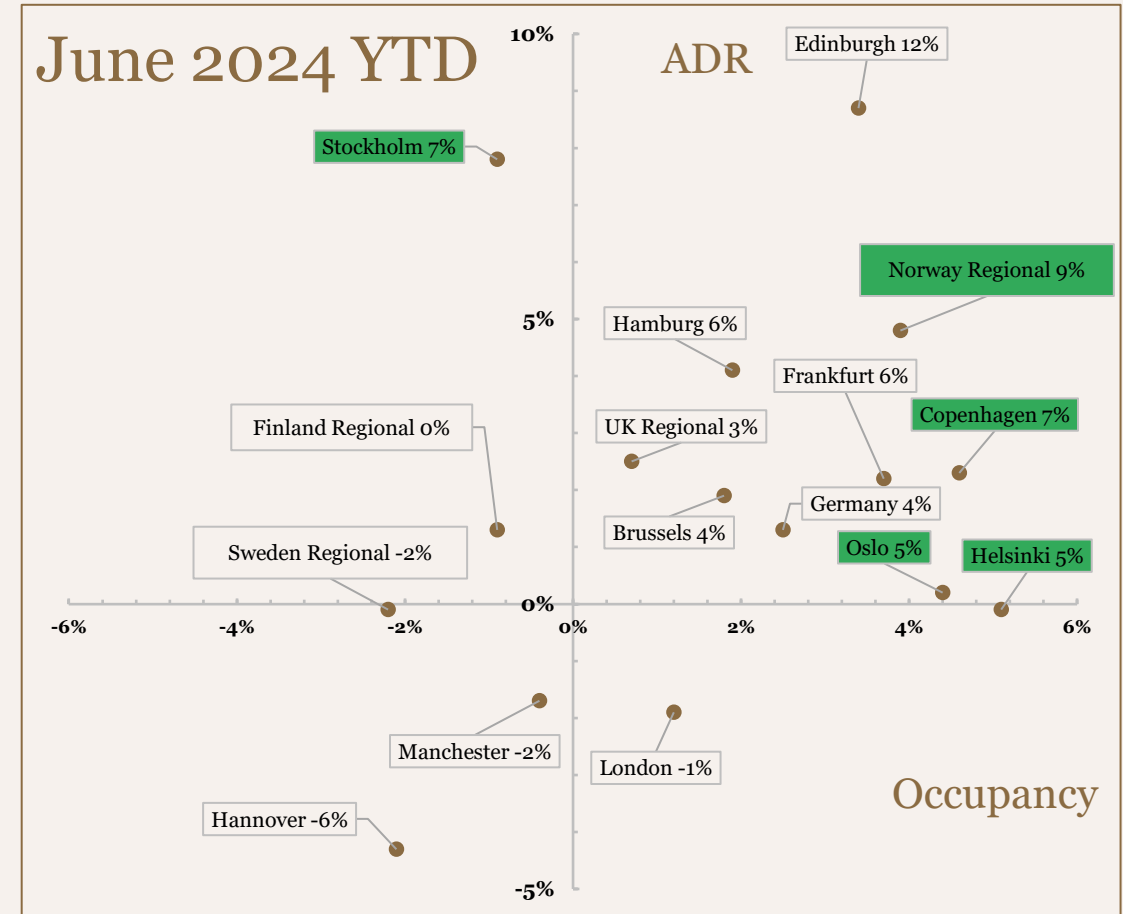 June 2024 YTD
10%
ADR
Edinburgh 12%
Stockholm 7%
Norway Regional 9%
5%
Hamburg 6%
Frankfurt 6%
Copenhagen 7%
Finland Regional 0%
UK Regional 3%
Germany 4%
Brussels 4%
Oslo 5%
Helsinki 5%
Sweden Regional -2%
0%
-6%
-4%
-2%
0%
2%
4%
6%
Manchester -2%
London -1%
Occupancy
Hannover -6%
-5%